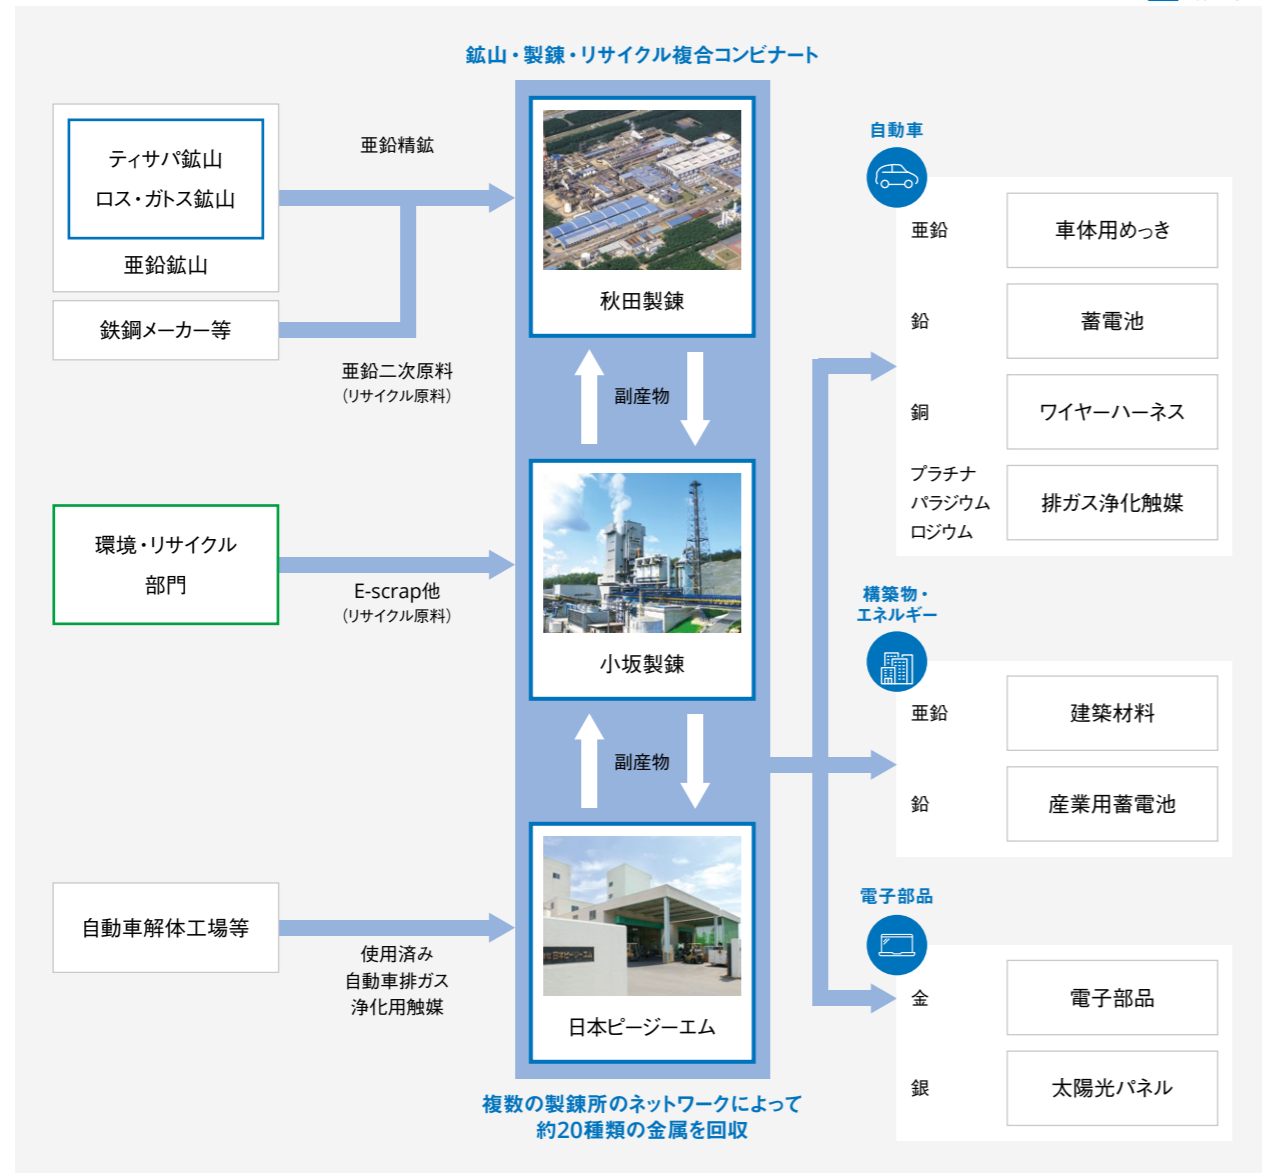 鉱山・製錬・リサイクル複合コンビナート
ティサパ鉱山
ロス・ガトス鉱山
亜鉛鉱山
鉄鋼メーカー等
亜鉛精鉱
亜鉛二次原料
（リサイクル原料）
環境・リサイクル
部門
E-scrap他
（リサイクル原料）
自動車解体工場等
使用済み
自動車排ガス
浄化用触媒
秋田製錬
副産物
小坂製錬
副産物
日本ピージーエム
複数の製錬所のネットワークによって
約20種類の金属を回収
自動車
亜鉛
車体用めっき
鉛
蓄電池
銅
ワイヤーハーネス
プラチナ
パラジウム
ロジウム
排ガス浄化触媒
構築物・
エネルギー
亜鉛
建築材料
鉛
産業用蓄電池
電子部品
金
電子部品
銀
太陽光パネル